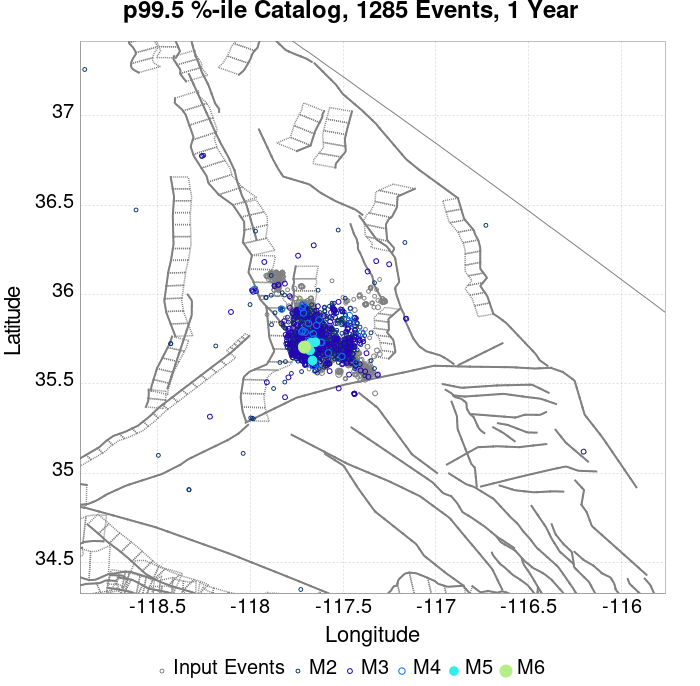 p99.5 %-ile Catalog, 1285 Events, 1 Year
Latitude
37
36.5
36
35.5
35
34.5
-118.5 -118 -117.5 -117 -116.5 -116
Longitude
Input Events M2 M3 M4 M5 M6